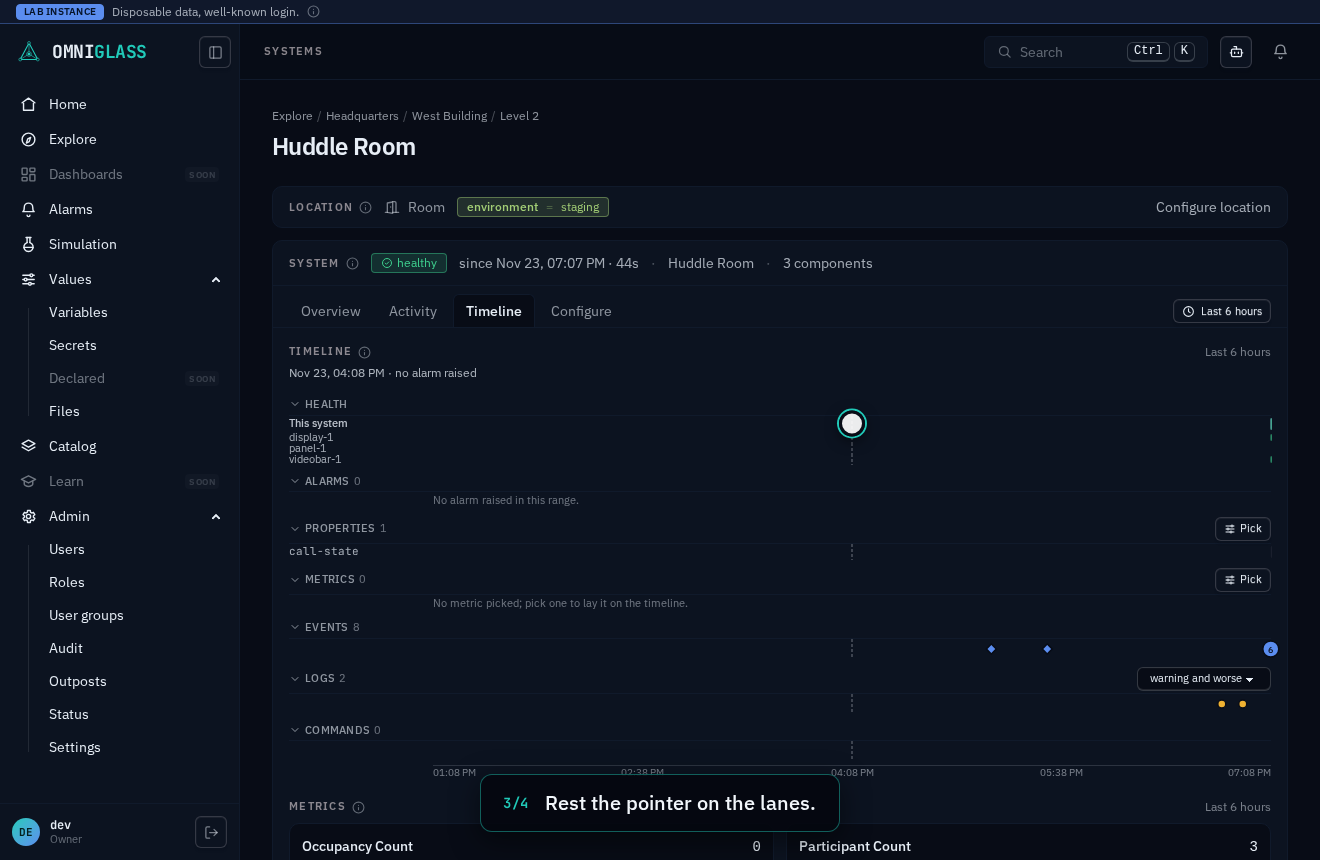 LAB INSTANCE Disposable data, well-known login.
OMNIGLASS
SYSTEMS
Search Ctrl K
Home
Explore
Dashboards SOON
Alarms
Simulation
Values
Variables
Secrets
Declared SOON
Files
Catalog
Learn SOON
Admin
Users
Roles
User groups
Audit
Outposts
Status
Settings
DE dev
Owner
Explore / Headquarters / West Building / Level 2
Huddle Room
LOCATION Room environment = staging Configure location
SYSTEM healthy since Nov 23, 07:07 PM · 44s · Huddle Room · 3 components
Overview Activity Timeline Configure Last 6 hours
TIMELINE Last 6 hours
Nov 23, 04:08 PM · no alarm raised
HEALTH
This system
display-1
panel-1
videobar-1
ALARMS 0
No alarm raised in this range.
PROPERTIES 1 Pick
call-state
METRICS 0 Pick
No metric picked; pick one to lay it on the timeline.
EVENTS 8
6
LOGS 2 warning and worse
COMMANDS 0
01:08 PM 02:38 PM 04:08 PM 05:38 PM 07:08 PM
3/4 Rest the pointer on the lanes.
METRICS Last 6 hours
Occupancy Count 0 Participant Count 3